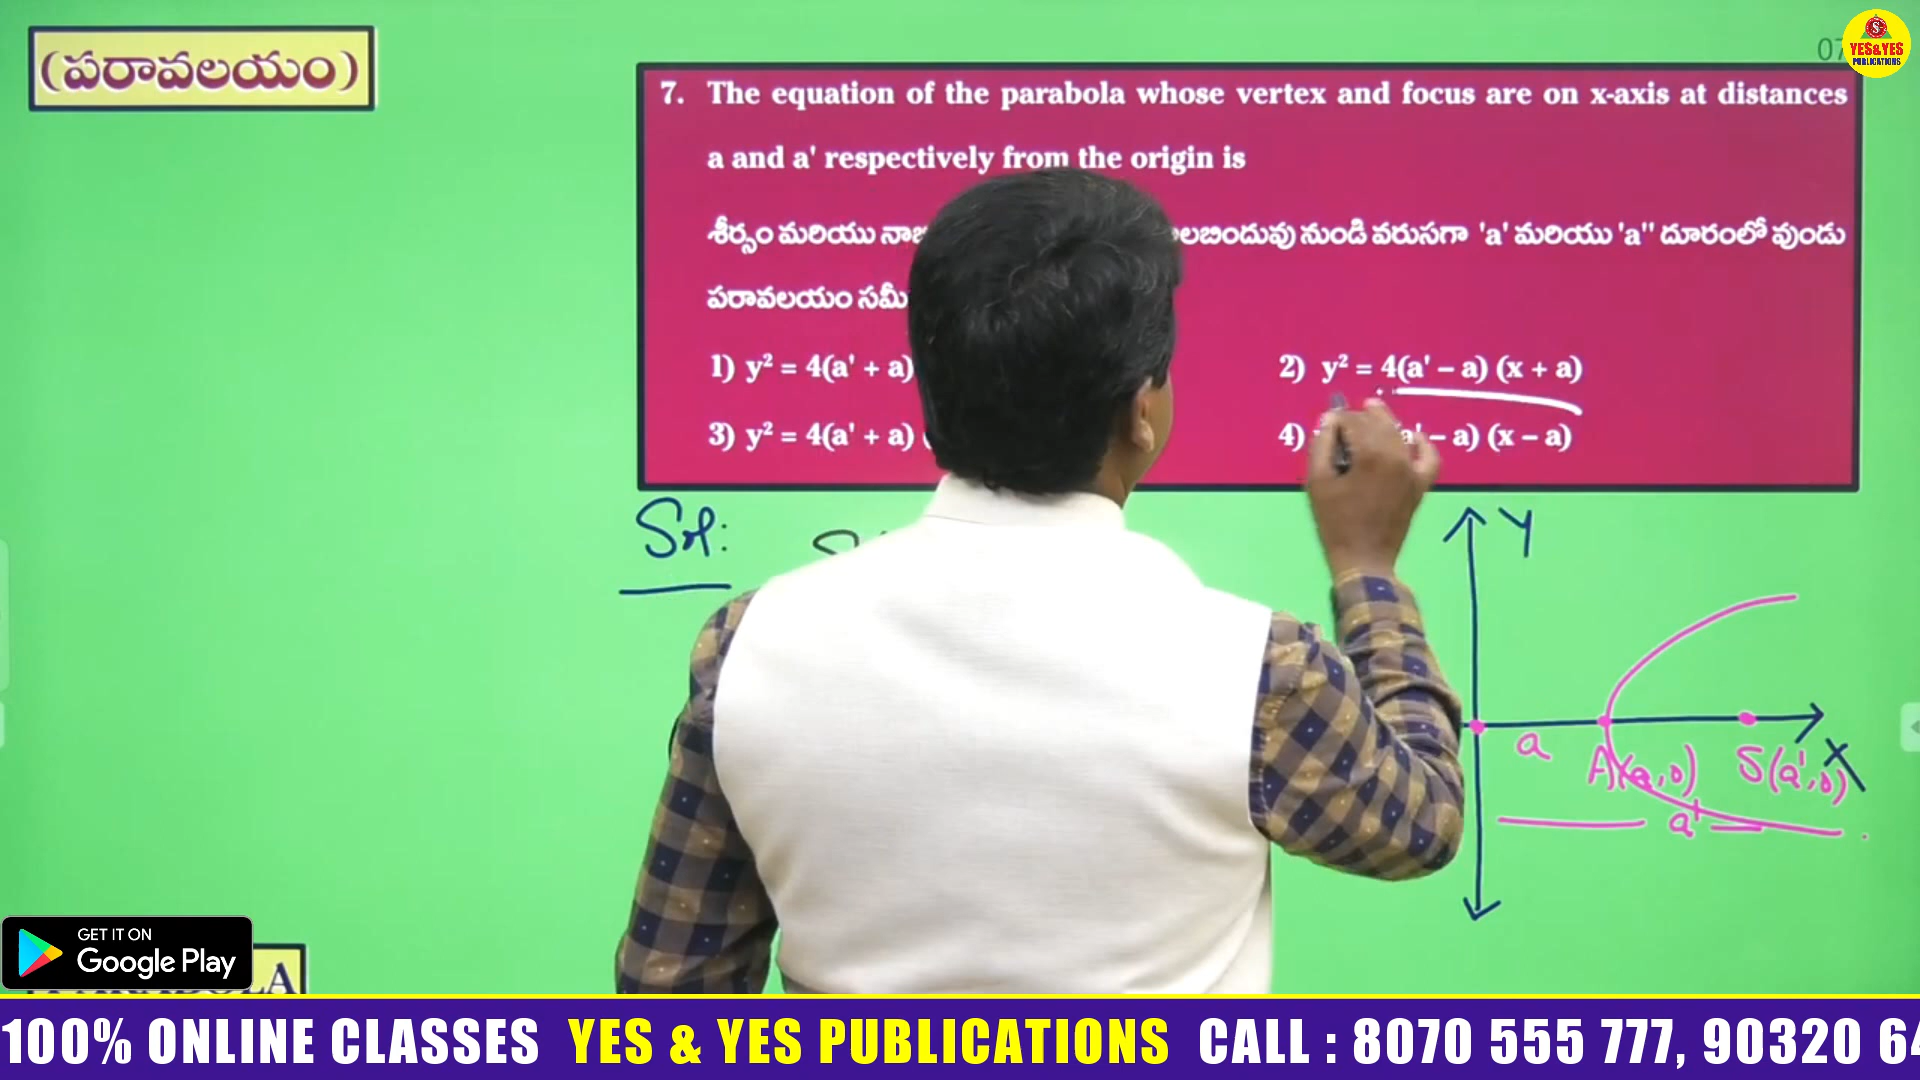 (పరావలయం)
07
YES&YES
PUBLICATIONS
7. The equation of the parabola whose vertex and focus are on x-axis at distances
a and a' respectively from the origin is
శీర్షం మరియు నుండి వరుసగా 'a' మరియు 'a'' దూరంలో వుండు
పరావలయం
1) y² = 4(a' + a)
2) y² = 4(a' – a) (x + a)
3) y² = 4(a' + a) (
4) a' – a) (x – a)
Sol:
Y
a
A(a,0)
S(a',0)
X
a'
GET IT ON
Google Play
100% ONLINE CLASSES YES & YES PUBLICATIONS CALL : 8070 555 777, 90320 64